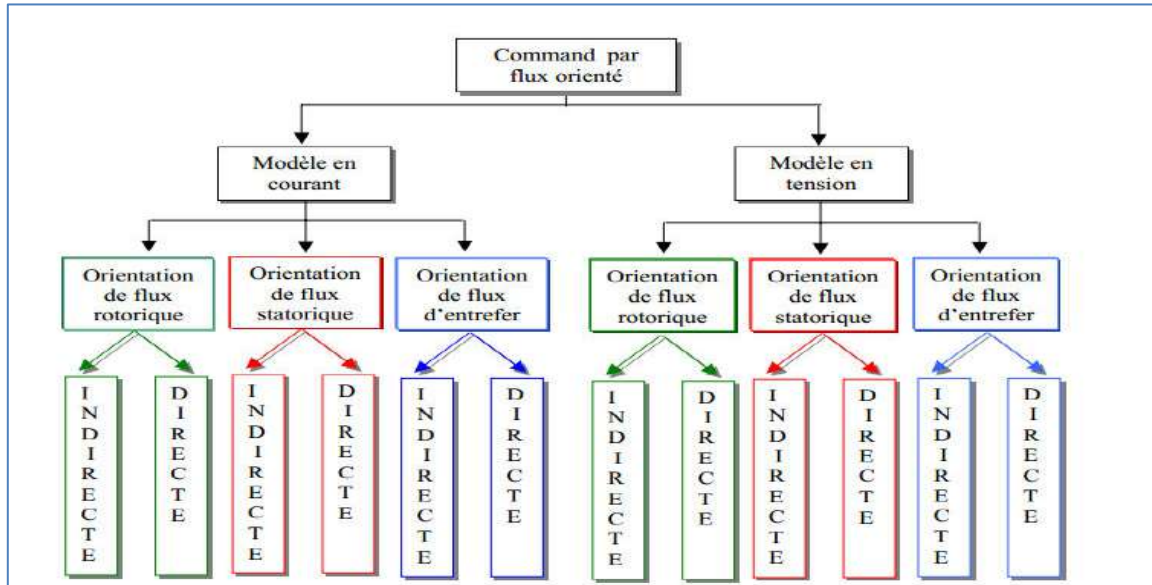 Command par
flux orienté
Modèle en
courant
Modèle en
tension
Orientation
de flux
rotorique
Orientation
de flux
statorique
Orientation
de flux
d'entrefer
Orientation
de flux
rotorique
Orientation
de flux
statorique
Orientation
de flux
d'entrefer
INDIRECTE
DIRECTE
INDIRECTE
DIRECTE
INDIRECTE
DIRECTE
INDIRECTE
DIRECTE
INDIRECTE
DIRECTE
INDIRECTE
DIRECTE